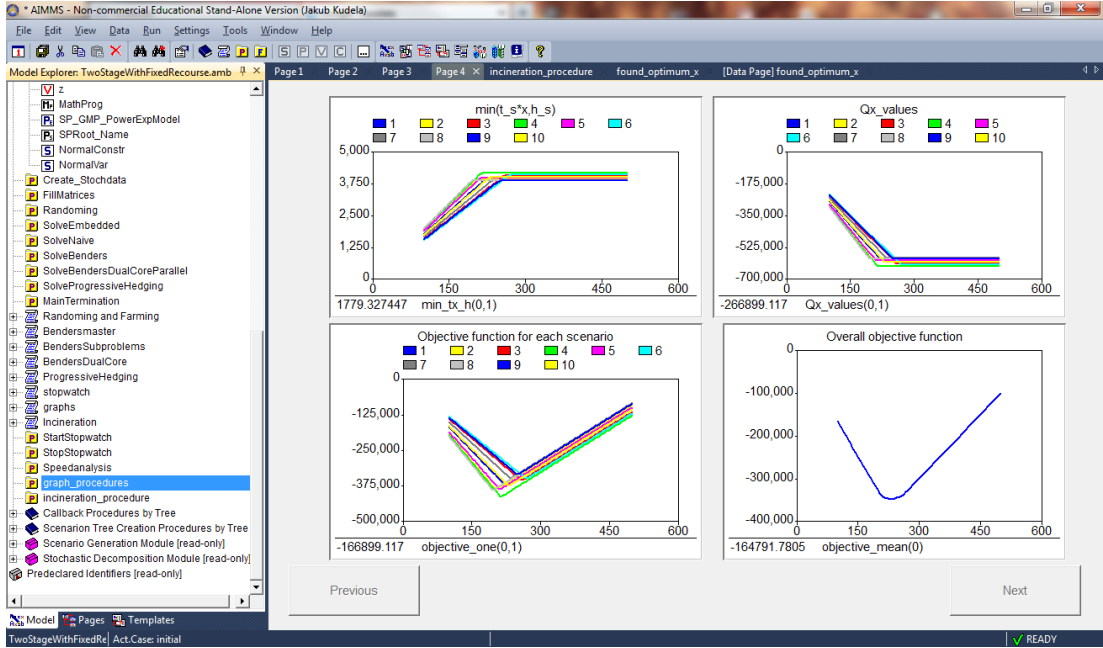 * AIMMS - Non-commercial Educational Stand-Alone Version (Jakub Kudela)
File Edit View Data Run Settings Tools Window Help
Model Explorer: TwoStageWithFixedRecourse.amb
Page 1 Page 2 Page 3 Page 4 incineration_procedure found_optimum_x [Data Page] found_optimum_x
z
MathProg
SP_GMP_PowerExpModel
SPRoot_Name
NormalConstr
NormalVar
Create_Stochdata
FillMatrices
Randoming
SolveEmbedded
SolveNaive
SolveBenders
SolveBendersDualCoreParallel
SolveProgressiveHedging
MainTermination
Randoming and Farming
Bendersmaster
BendersSubproblems
BendersDualCore
ProgressiveHedging
stopwatch
graphs
Incineration
StartStopwatch
StopStopwatch
Speedanalysis
graph_procedures
incineration_procedure
Callback Procedures by Tree
Scenarion Tree Creation Procedures by Tree
Scenario Generation Module [read-only]
Stochastic Decomposition Module [read-only]
Predeclared Identifiers [read-only]
Model Pages Templates
min(t_s*x,h_s)
1 2 3 4 5 6
7 8 9 10
5,000
3,750
2,500
1,250
0
0 150 300 450 600
1779.327447 min_tx_h(0,1)
Qx_values
1 2 3 4 5
6 7 8 9 10
0
-175,000
-350,000
-525,000
-700,000
0 150 300 450 600
-266899.117 Qx_values(0,1)
Objective function for each scenario
1 2 3 4 5 6
7 8 9 10
0
-125,000
-250,000
-375,000
-500,000
0 150 300 450 600
-166899.117 objective_one(0,1)
Overall objective function
0
-100,000
-200,000
-300,000
-400,000
0 150 300 450 600
-164791.7805 objective_mean(0)
Previous
Next
TwoStageWithFixedRe Act.Case: initial
READY